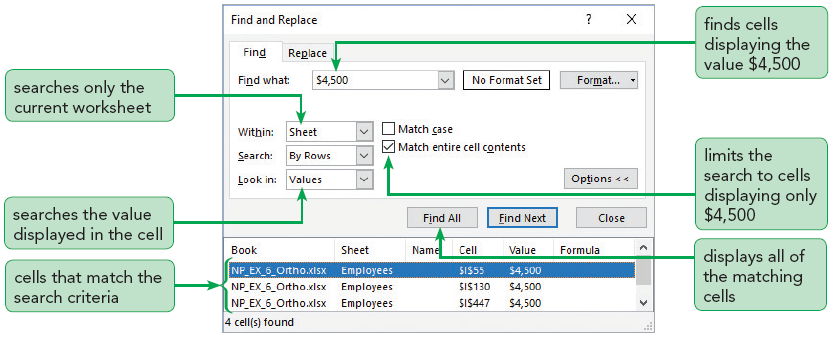 Find and Replace ? X
Find Replace
Find what: $4,500 No Format Set Format...
Within: Sheet Match case
Search: By Rows Match entire cell contents
Look in: Values Options <<
Find All Find Next Close
Book Sheet Name Cell Value Formula
NP_EX_6_Ortho.xlsx Employees $I$55 $4,500
NP_EX_6_Ortho.xlsx Employees $I$130 $4,500
NP_EX_6_Ortho.xlsx Employees $I$447 $4,500
4 cell(s) found
searches only the
current worksheet
searches the value
displayed in the cell
cells that match the
search criteria
finds cells
displaying the
value $4,500
limits the
search to cells
displaying only
$4,500
displays all of
the matching
cells